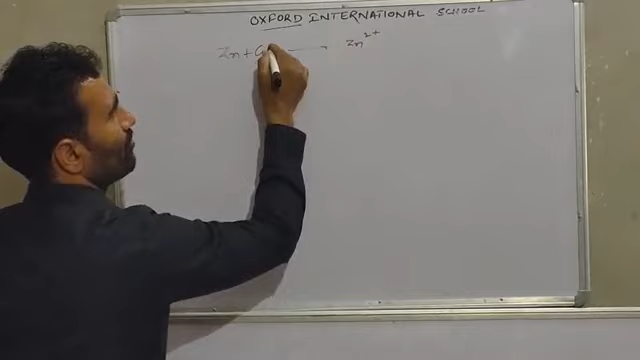 OXFORD INTERNATIONAL SCHOOL
Zn + C → Zn²⁺